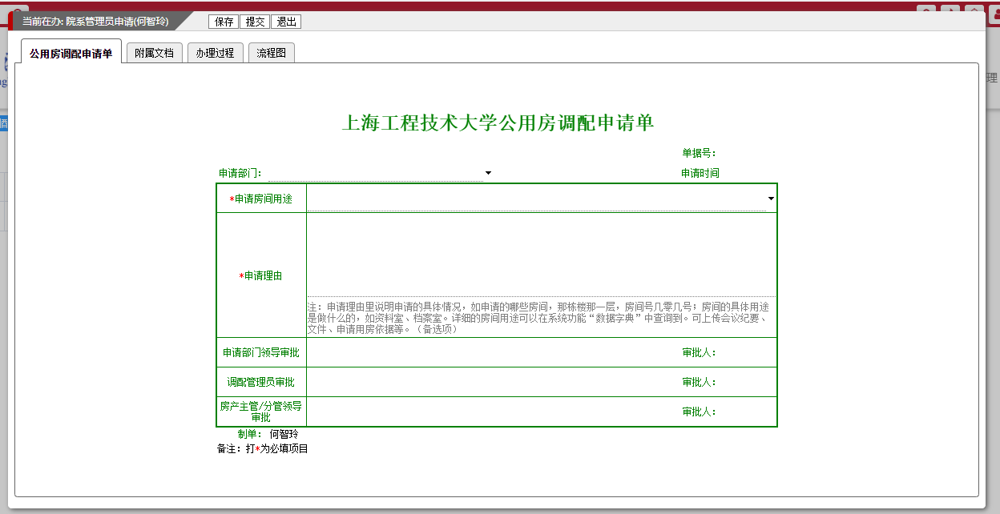 当前在办: 院系管理员申请(何智玲)
保存 提交 退出
公用房调配申请单 附属文档 办理过程 流程图
理
上海工程技术大学公用房调配申请单
单据号：
申请部门： 申请时间
*申请房间用途
*申请理由
注：申请理由里说明申请的具体情况，如申请的哪些房间，那栋楼那一层，房间号几零几号；房间的具体用途
是做什么的，如资料室、档案室。详细的房间用途可以在系统功能“数据字典”中查询到。可上传会议纪要、
文件、申请用房依据等。（备选项）
申请部门领导审批 审批人：
调配管理员审批 审批人：
房产主管/分管领导
审批 审批人：
制单： 何智玲
备注：打*为必填项目